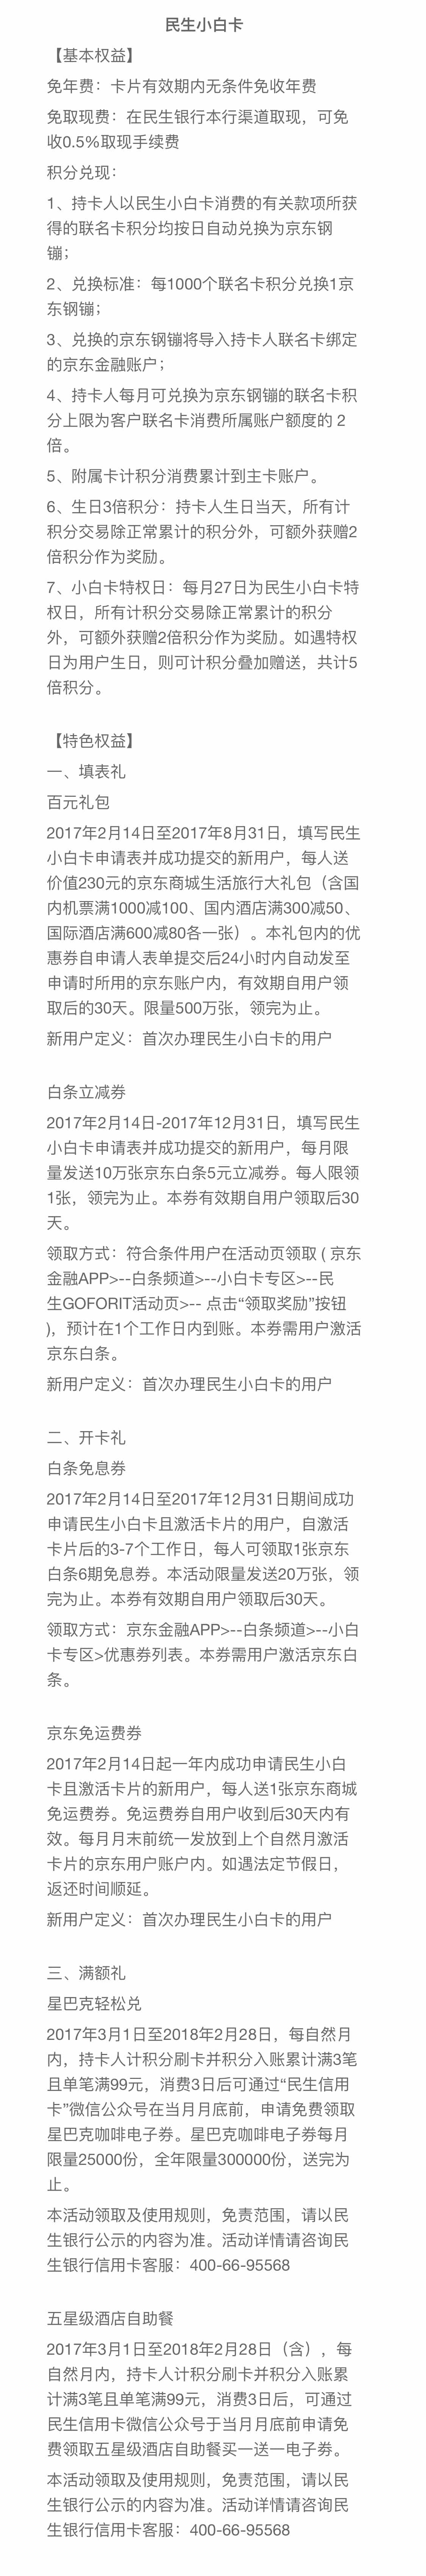 民生小白卡
【基本权益】
免年费：卡片有效期内无条件免收年费
免取现费：在民生银行本行渠道取现，可免
收0.5%取现手续费
积分兑现：
1、持卡人以民生小白卡消费的有关款项所获
得的联名卡积分均按日自动兑换为京东钢
镚；
2、兑换标准：每1000个联名卡积分兑换1京
东钢镚；
3、兑换的京东钢镚将导入持卡人联名卡绑定
的京东金融账户；
4、持卡人每月可兑换为京东钢镚的联名卡积
分上限为客户联名卡消费所属账户额度的 2
倍。
5、附属卡计积分消费累计到主卡账户。
6、生日3倍积分：持卡人生日当天，所有计
积分交易除正常累计的积分外，可额外获赠2
倍积分作为奖励。
7、小白卡特权日：每月27日为民生小白卡特
权日，所有计积分交易除正常累计的积分
外，可额外获赠2倍积分作为奖励。如遇特权
日为用户生日，则可计积分叠加赠送，共计5
倍积分。
【特色权益】
一、填表礼
百元礼包
2017年2月14日至2017年8月31日，填写民生
小白卡申请表并成功提交的新用户，每人送
价值230元的京东商城生活旅行大礼包（含国
内机票满1000减100、国内酒店满300减50、
国际酒店满600减80各一张）。本礼包内的优
惠券自申请人表单提交后24小时内自动发至
申请时所用的京东账户内，有效期自用户领
取后的30天。限量500万张，领完为止。
新用户定义：首次办理民生小白卡的用户
白条立减券
2017年2月14日-2017年12月31日，填写民生
小白卡申请表并成功提交的新用户，每月限
量发送10万张京东白条5元立减券。每人限领
1张，领完为止。本券有效期自用户领取后30
天。
领取方式：符合条件用户在活动页领取 ( 京东
金融APP>--白条频道>--小白卡专区>--民
生GOFORIT活动页>-- 点击“领取奖励”按钮
)，预计在1个工作日内到账。本券需用户激活
京东白条。
新用户定义：首次办理民生小白卡的用户
二、开卡礼
白条免息券
2017年2月14日至2017年12月31日期间成功
申请民生小白卡且激活卡片的用户，自激活
卡片后的3-7个工作日，每人可领取1张京东
白条6期免息券。本活动限量发送20万张，领
完为止。本券有效期自用户领取后30天。
领取方式：京东金融APP>--白条频道>--小白
卡专区>优惠券列表。本券需用户激活京东白
条。
京东免运费券
2017年2月14日起一年内成功申请民生小白
卡且激活卡片的新用户，每人送1张京东商城
免运费券。免运费券自用户收到后30天内有
效。每月月末前统一发放到上个自然月激活
卡片的京东用户账户内。如遇法定节假日，
返还时间顺延。
新用户定义：首次办理民生小白卡的用户
三、满额礼
星巴克轻松兑
2017年3月1日至2018年2月28日，每自然月
内，持卡人计积分刷卡并积分入账累计满3笔
且单笔满99元，消费3日后可通过“民生信用
卡”微信公众号在当月月底前，申请免费领取
星巴克咖啡电子券。星巴克咖啡电子券每月
限量25000份，全年限量300000份，送完为
止。
本活动领取及使用规则，免责范围，请以民
生银行公示的内容为准。活动详情请咨询民
生银行信用卡客服：400-66-95568
五星级酒店自助餐
2017年3月1日至2018年2月28日（含），每
自然月内，持卡人计积分刷卡并积分入账累
计满3笔且单笔满99元，消费3日后，可通过
民生信用卡微信公众号于当月月底前申请免
费领取五星级酒店自助餐买一送一电子券。
本活动领取及使用规则，免责范围，请以民
生银行公示的内容为准。活动详情请咨询民
生银行信用卡客服：400-66-95568